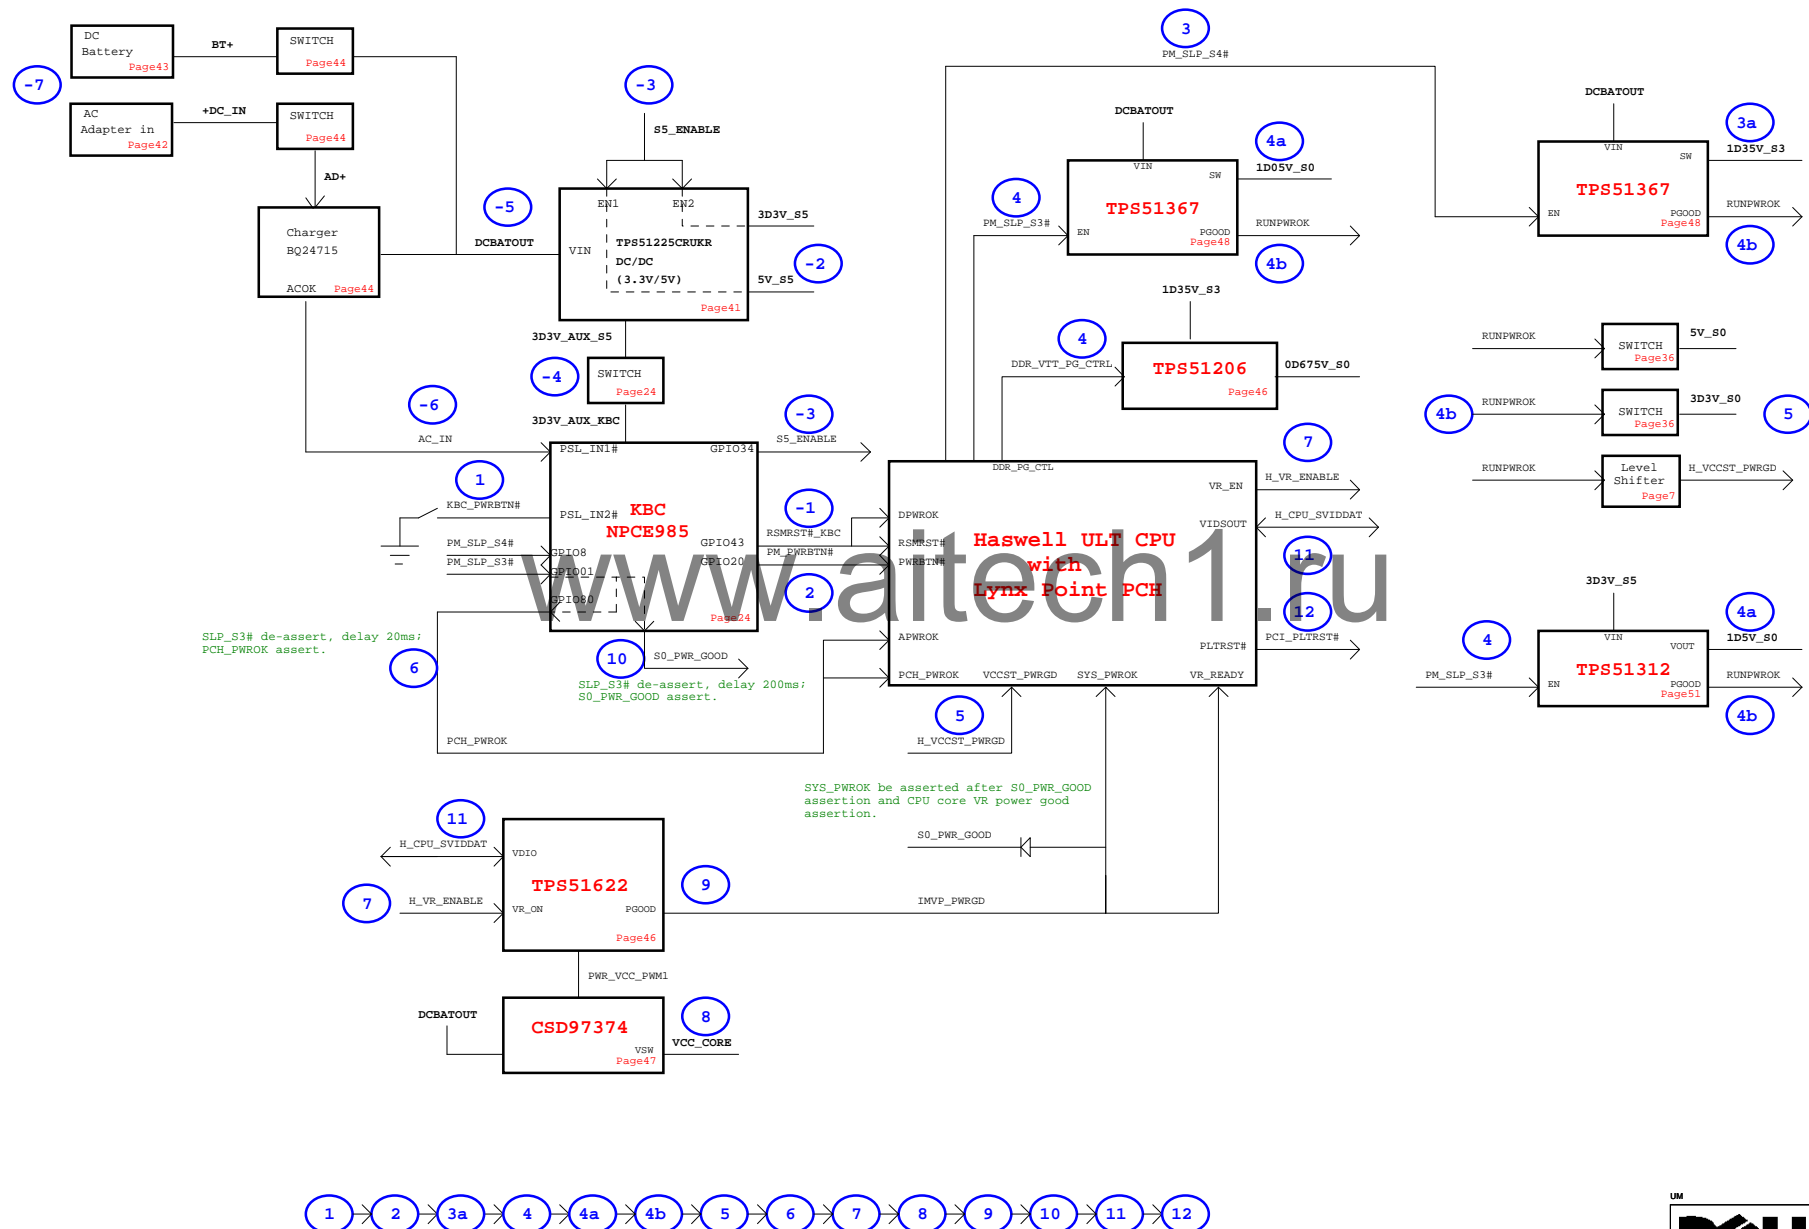 DC
Battery
Page43
BT+
SWITCH
Page44
-7
AC
Adapter in
Page42
+DC_IN
SWITCH
Page44
AD+
Charger
BQ24715
ACOK
Page44
-5
DCBATOUT
-3
S5_ENABLE
EN1
EN2
VIN
TPS51225CRUKR
DC/DC
(3.3V/5V)
Page41
3D3V_S5
-2
5V_S5
3D3V_AUX_S5
-4
SWITCH
Page24
3D3V_AUX_KBC
-6
AC_IN
1
KBC_PWRBTN#
PM_SLP_S4#
PM_SLP_S3#
PSL_IN1#
GPIO34
KBC
NPCE985
PSL_IN2#
GPIO43
GPIO8
GPIO20
GPIO01
GPIO80
Page24
-3
S5_ENABLE
-1
RSMRST#_KBC
PM_PWRBTN#
2
SLP_S3# de-assert, delay 20ms;
PCH_PWROK assert.
6
10
S0_PWR_GOOD
SLP_S3# de-assert, delay 200ms;
S0_PWR_GOOD assert.
PCH_PWROK
3
PM_SLP_S4#
DCBATOUT
4a
1D05V_S0
VIN
SW
TPS51367
4
PM_SLP_S3#
EN
PGOOD
Page48
RUNPWROK
4b
DCBATOUT
3a
1D35V_S3
VIN
SW
TPS51367
EN
PGOOD
Page48
RUNPWROK
4b
1D35V_S3
4
DDR_VTT_PG_CTRL
TPS51206
Page46
0D675V_S0
RUNPWROK
SWITCH
Page36
5V_S0
4b
RUNPWROK
SWITCH
Page36
3D3V_S0
5
RUNPWROK
Level
Shifter
Page7
H_VCCST_PWRGD
DDR_PG_CTL
VR_EN
7
H_VR_ENABLE
DPWROK
VIDSOUT
H_CPU_SVIDDAT
RSMRST#
Haswell ULT CPU
with
Lynx Point PCH
PWRBTN#
11
12
APWROK
PLTRST#
PCI_PLTRST#
PCH_PWROK
VCCST_PWRGD
SYS_PWROK
VR_READY
5
H_VCCST_PWRGD
www.aitech1.ru
3D3V_S5
4
PM_SLP_S3#
VIN
VOUT
TPS51312
EN
PGOOD
Page51
4a
1D5V_S0
RUNPWROK
4b
SYS_PWROK be asserted after S0_PWR_GOOD
assertion and CPU core VR power good
assertion.
S0_PWR_GOOD
11
H_CPU_SVIDDAT
VDIO
TPS51622
7
H_VR_ENABLE
VR_ON
PGOOD
Page46
9
IMVP_PWRGD
PWR_VCC_PWM1
DCBATOUT
CSD97374
VSW
Page47
8
VCC_CORE
1 2 3a 4 4a 4b 5 6 7 8 9 10 11 12
UM